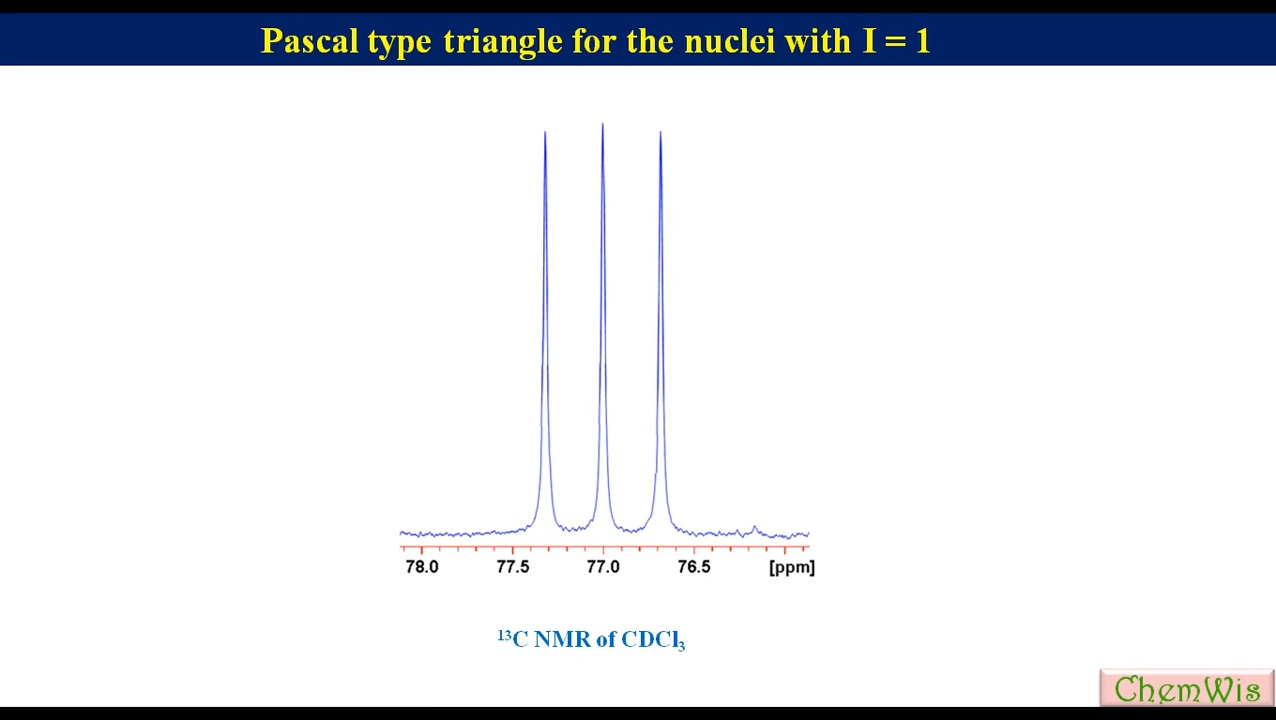 Pascal type triangle for the nuclei with I = 1
78.0 77.5 77.0 76.5 [ppm]
¹³C NMR of CDCl₃
ChemWis